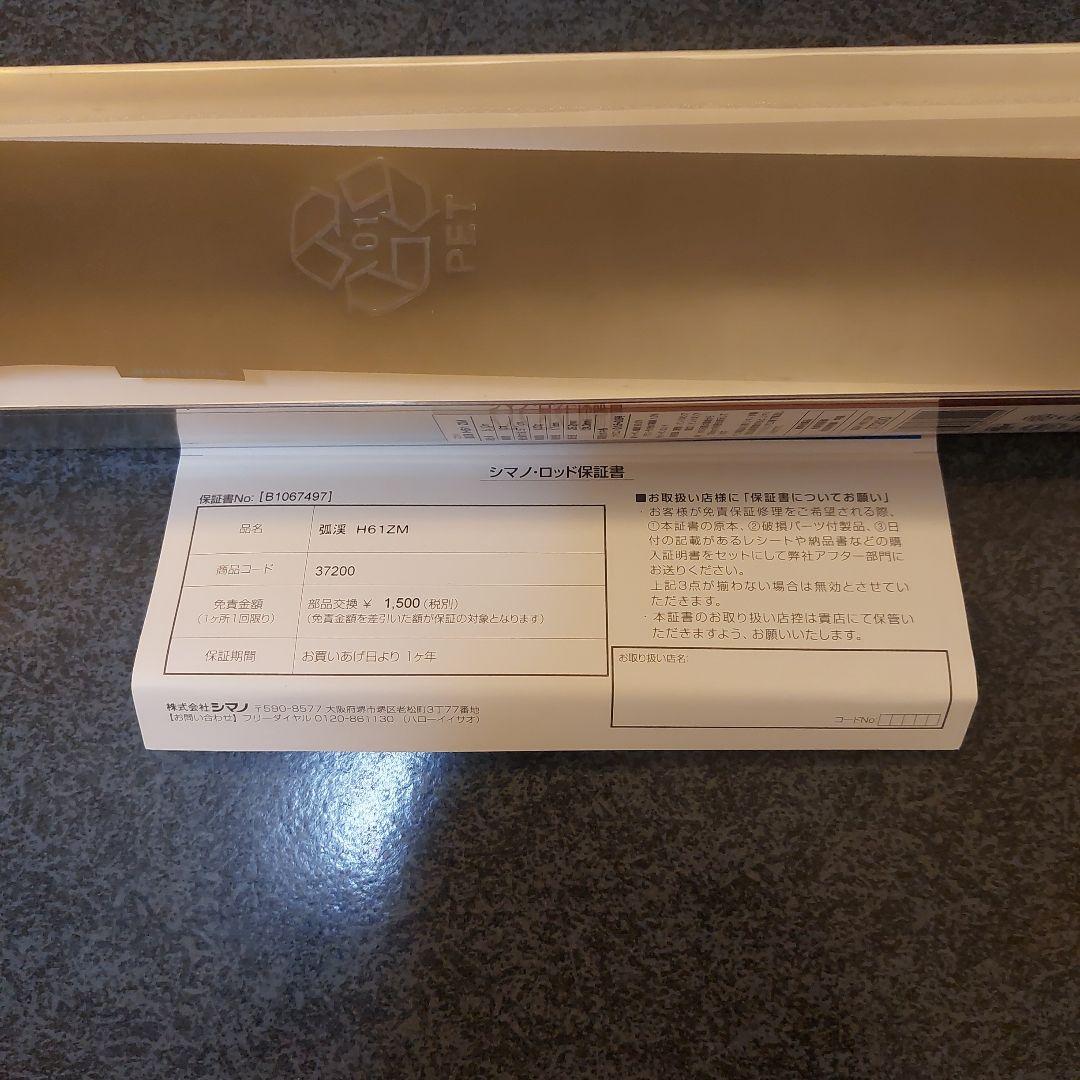 01
PET
シマノ・ロッド保証書
保証書No: [B1067497]
品名 弧渓 H61ZM
商品コード 37200
免責金額
(1ヶ所1回限り)
部品交換 ¥ 1,500 (税別)
(免責金額を差引いた額が保証の対象となります)
保証期間 お買いあげ日より 1ヶ年
株式会社シマノ 〒590-8577 大阪府堺市堺区老松町3丁77番地
【お問い合わせ】フリーダイヤル 0120-861130 (ハローイイサオ)
■お取扱い店様に「保証書についてお願い」
・お客様が免責保証修理をご希望される際、
①本証書の原本、②破損パーツ付製品、③日
付の記載があるレシートや納品書などの購
入証明書をセットにして弊社アフター部門に
お送りください。
上記3点が揃わない場合は無効とさせてい
ただきます。
・本証書のお取り扱い店控は貴店にて保管い
ただきますよう、お願いいたします。
お取り扱い店名:
コードNo: